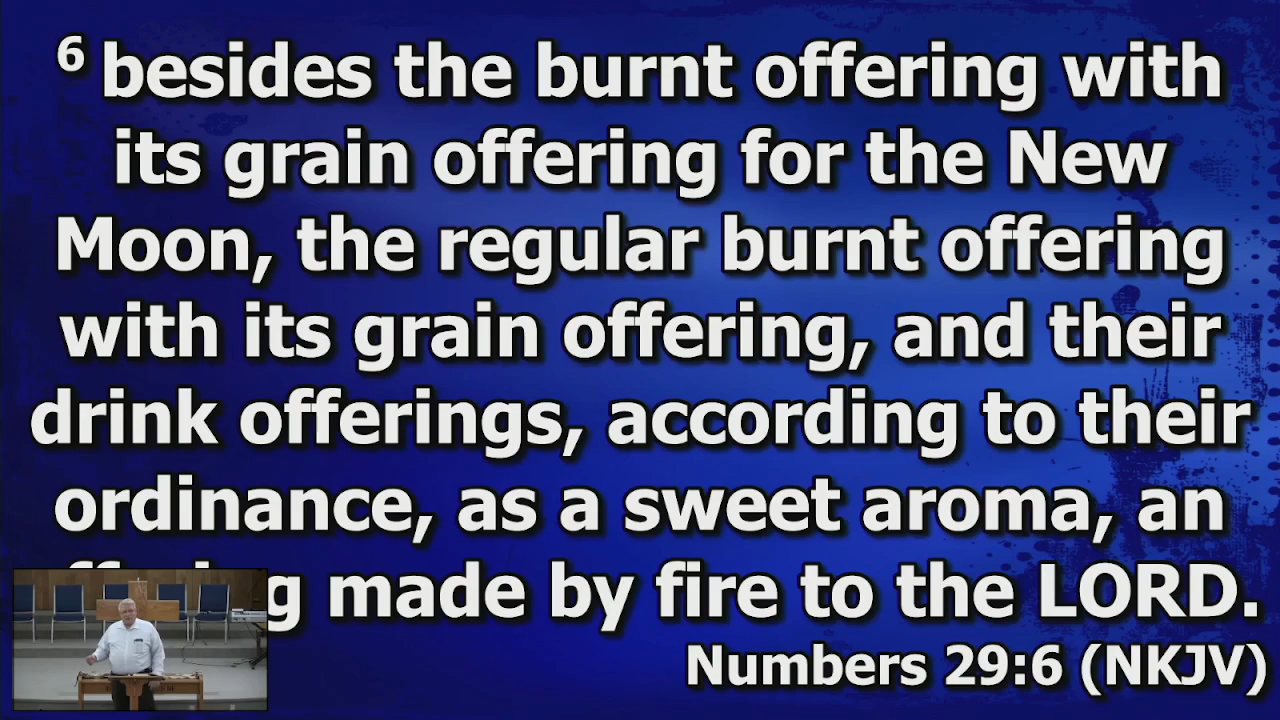 6 besides the burnt offering with
its grain offering for the New
Moon, the regular burnt offering
with its grain offering, and their
drink offerings, according to their
ordinance, as a sweet aroma, an
made by fire to the LORD.
Numbers 29:6 (NKJV)